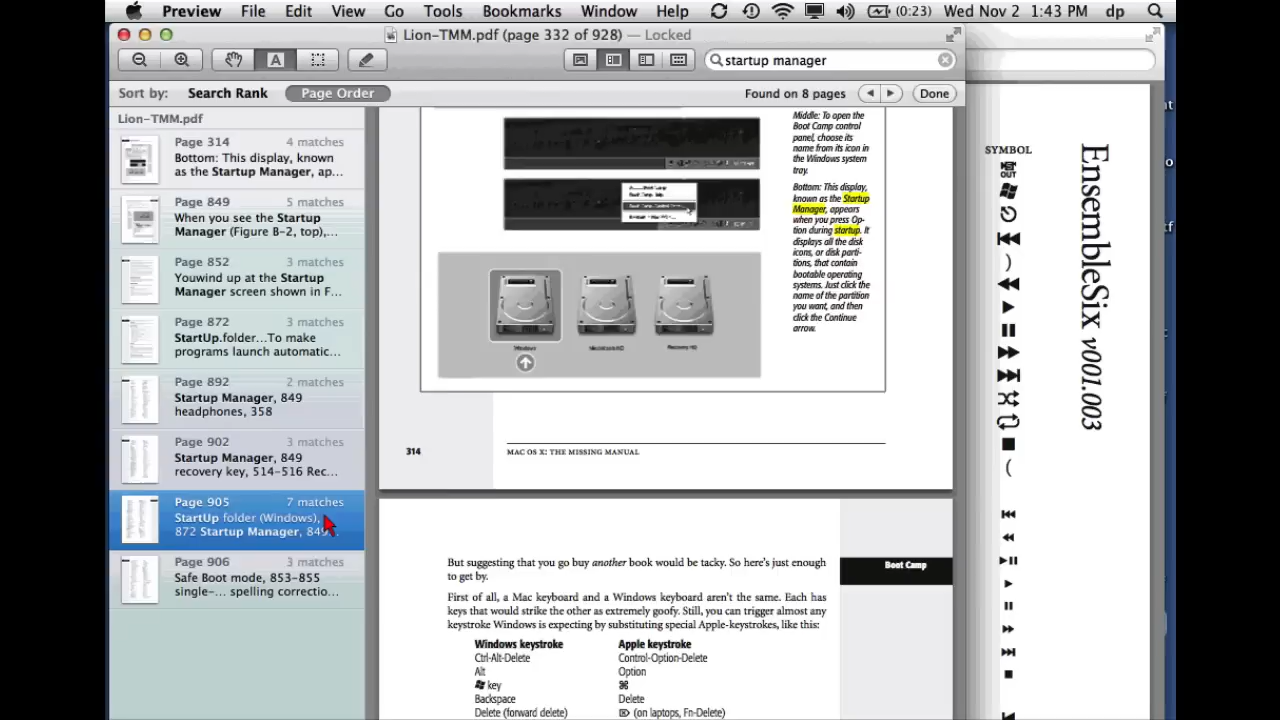 Preview File Edit View Go Tools Bookmarks Window Help (0:23) Wed Nov 2 1:43 PM dp
Lion-TMM.pdf (page 332 of 928) — Locked
A
startup manager
Sort by: Search Rank Page Order
Found on 8 pages Done
Lion-TMM.pdf
Page 314 4 matches
Bottom: This display, known
as the Startup Manager, ap...
Page 849 5 matches
When you see the Startup
Manager (Figure B-2, top),...
Page 852 3 matches
Youwind up at the Startup
Manager screen shown in F...
Page 872 3 matches
StartUp.folder...To make
programs launch automatic...
Page 892 2 matches
Startup Manager, 849
headphones, 358
Page 902 3 matches
Startup Manager, 849
recovery key, 514–516 Rec...
Page 905 7 matches
StartUp folder (Windows),
872 Startup Manager, 849
Page 906 3 matches
Safe Boot mode, 853–855
single-... spelling correctio...
Middle: To open the
Boot Camp control
panel, choose its
name from its icon in
the Windows system
tray.
Bottom: This display,
known as the Startup
Manager, appears
when you press Op-
tion during startup. It
displays all the disk
icons, or disk parti-
tions, that contain
bootable operating
systems. Just click the
name of the partition
you want, and then
click the Continue
arrow.
Windows Macintosh HD Recovery HD
314 MAC OS X: THE MISSING MANUAL
Boot Camp
But suggesting that you go buy another book would be tacky. So here's just enough
to get by.
First of all, a Mac keyboard and a Windows keyboard aren't the same. Each has
keys that would strike the other as extremely goofy. Still, you can trigger almost any
keystroke Windows is expecting by substituting special Apple-keystrokes, like this:
Windows keystroke Apple keystroke
Ctrl-Alt-Delete Control-Option-Delete
Alt Option
key ⌘
Backspace Delete
Delete (forward delete) ⌦ (on laptops, Fn-Delete)
SYMBOL
OUT
)
(
EnsembleSix v001.003